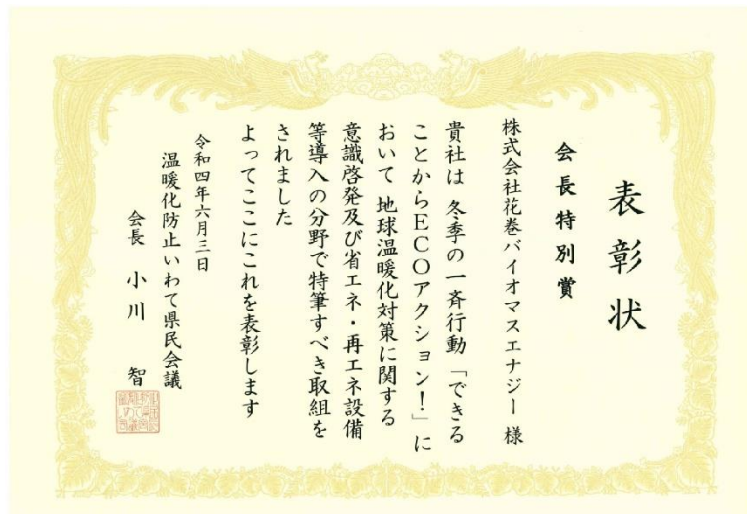 表彰状
会長特別賞
株式会社花巻バイオマスエナジー 様
貴社は 冬季の一斉行動「できる
ことからECOアクション!」に
おいて 地球温暖化対策に関する
意識啓発及び省エネ・再エネ設備
等導入の分野で特筆すべき取組を
されました
よってここにこれを表彰します
令和四年六月三日
温暖化防止いわて県民会議
会長 小川 智